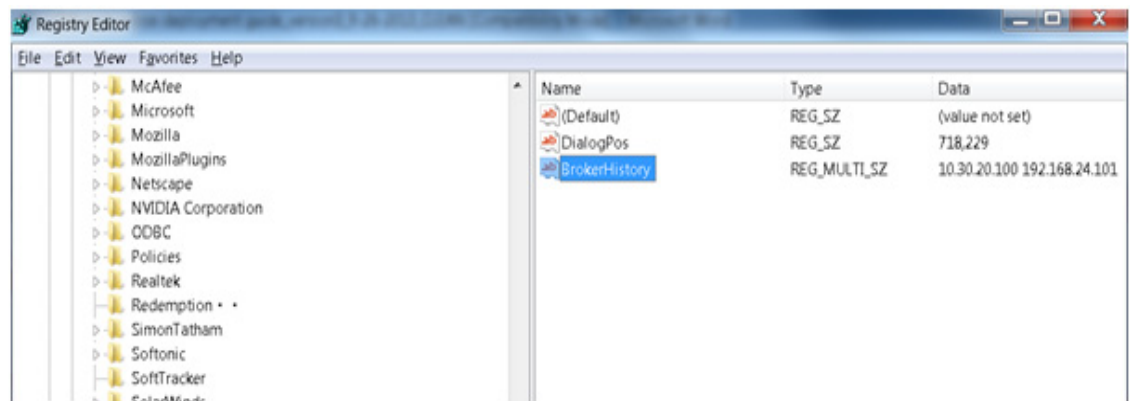 Registry Editor
File Edit View Favorites Help
McAfee
Microsoft
Mozilla
MozillaPlugins
Netscape
NVIDIA Corporation
ODBC
Policies
Realtek
Redemption
SimonTatham
Softonic
SoftTracker
SolarWinds
Name Type Data
(Default) REG_SZ (value not set)
DialogPos REG_SZ 718,229
BrokerHistory REG_MULTI_SZ 10.30.20.100 192.168.24.101